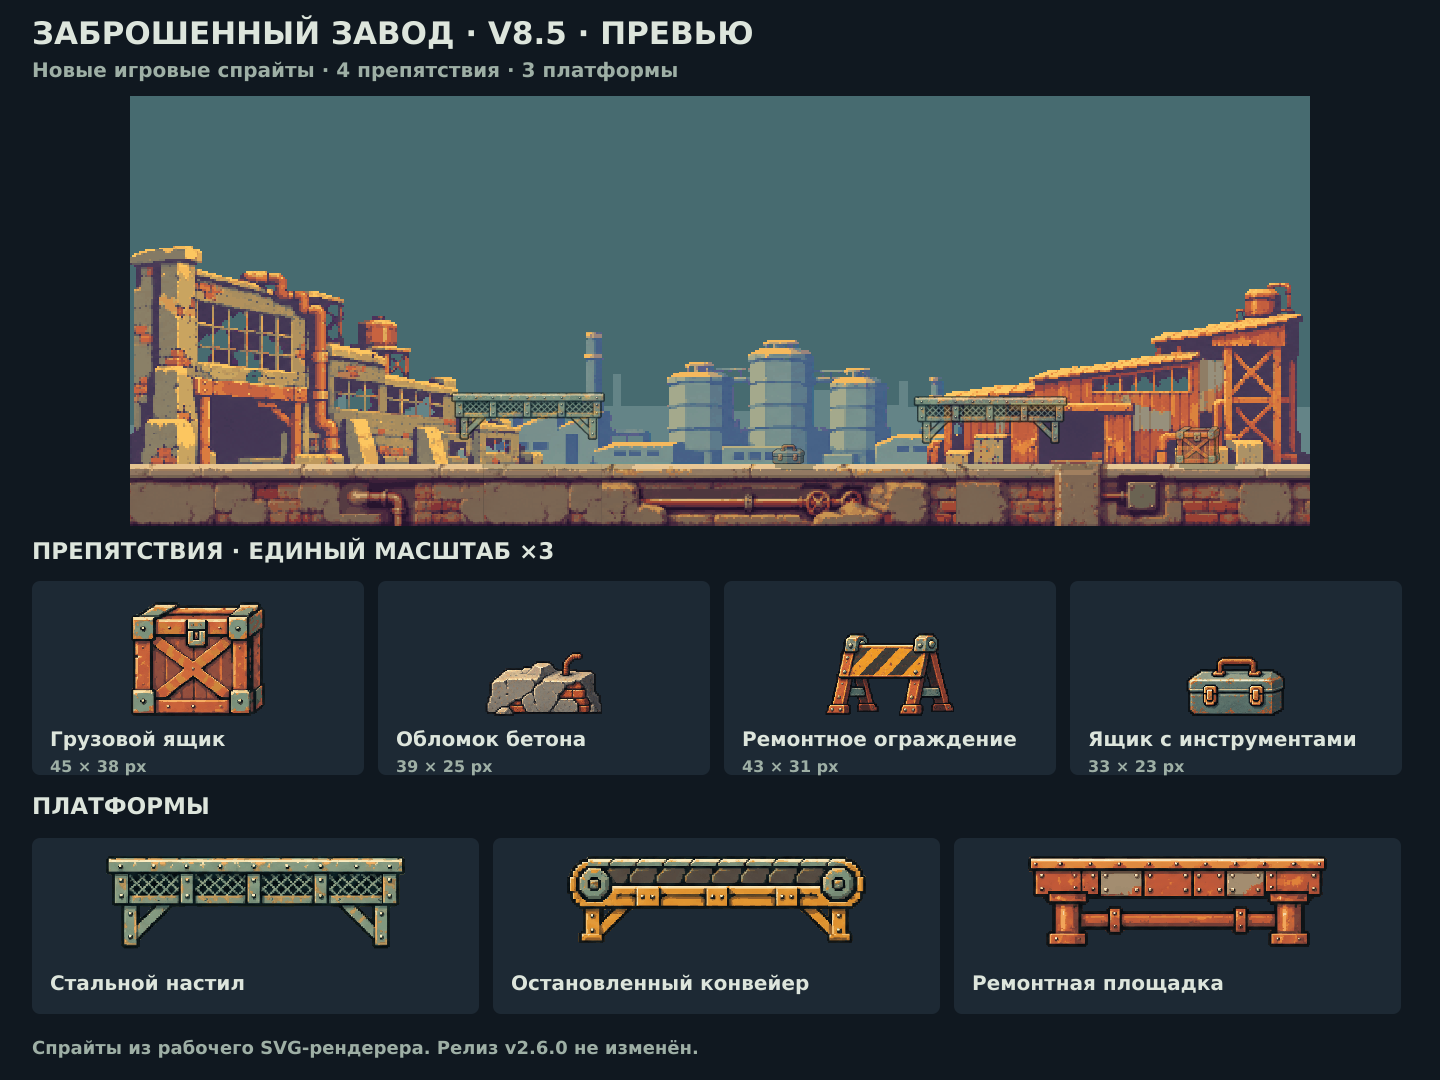 ЗАБРОШЕННЫЙ ЗАВОД · V8.5 · ПРЕВЬЮ
Новые игровые спрайты · 4 препятствия · 3 платформы
ПРЕПЯТСТВИЯ · ЕДИНЫЙ МАСШТАБ ×3
Грузовой ящик
45 × 38 px
Обломок бетона
39 × 25 px
Ремонтное ограждение
43 × 31 px
Ящик с инструментами
33 × 23 px
ПЛАТФОРМЫ
Стальной настил
Остановленный конвейер
Ремонтная площадка
Спрайты из рабочего SVG-рендерера. Релиз v2.6.0 не изменён.